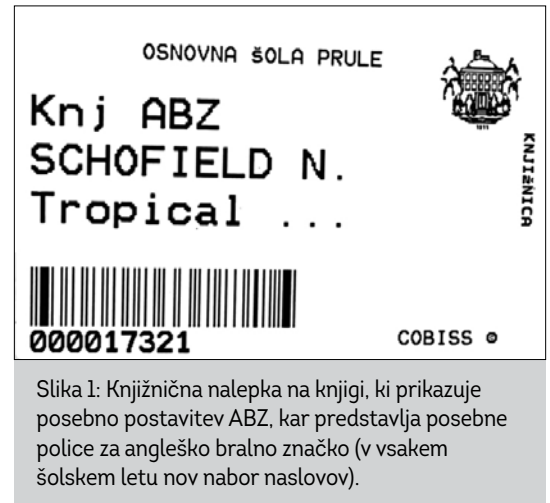 OSNOVNA ŠOLA PRULE
Knj ABZ
SCHOFIELD N.
Tropical ...
KNJIŽNICA
000017321
COBISS ©
Slika 1: Knjižnična nalepka na knjigi, ki prikazuje
posebno postavitev ABZ, kar predstavlja posebne
police za angleško bralno značko (v vsakem
šolskem letu nov nabor naslovov).